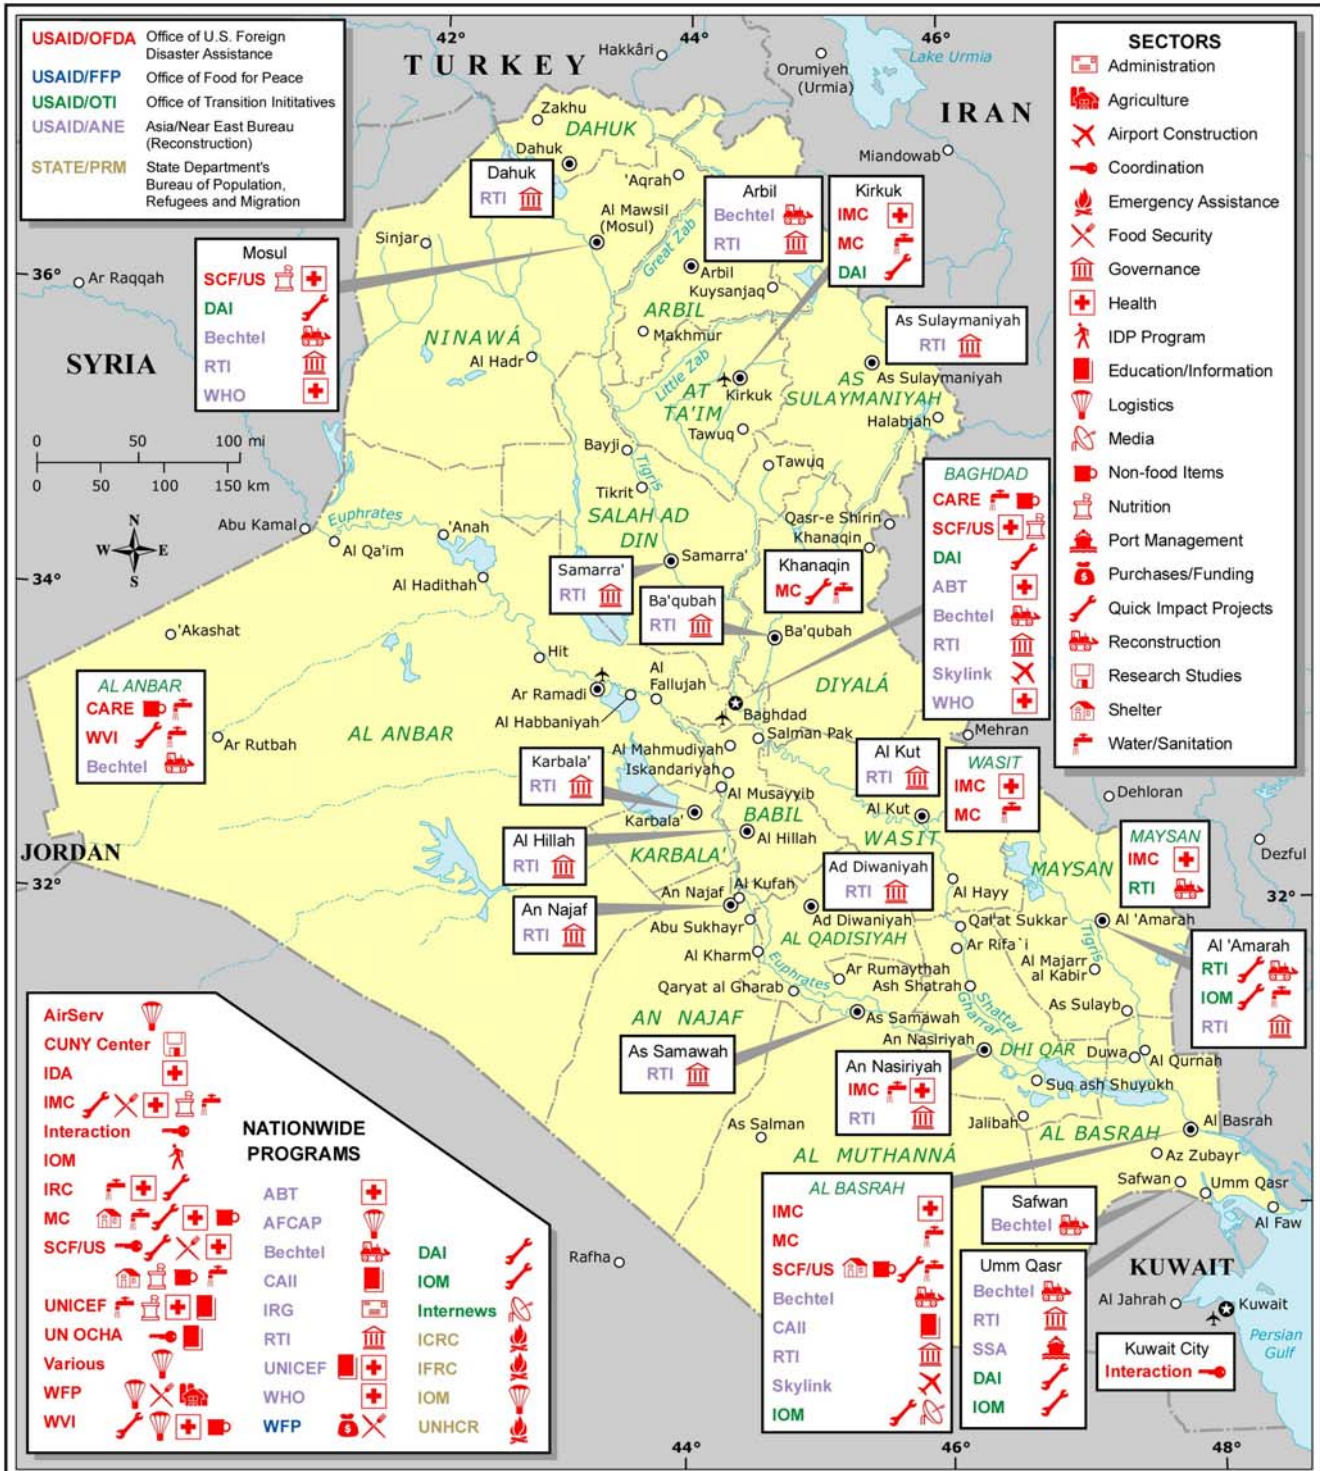 USAID/OFDA Office of U.S. Foreign
Disaster Assistance
USAID/FFP Office of Food for Peace
USAID/OTI Office of Transition Inititatives
USAID/ANE Asia/Near East Bureau
(Reconstruction)
STATE/PRM State Department's
Bureau of Population,
Refugees and Migration
42°
44°
46°
TURKEY
Hakkâri
Orumiyeh
(Urmia)
Lake Urmia
IRAN
Miandowab
SECTORS
Administration
Agriculture
Airport Construction
Coordination
Emergency Assistance
Food Security
Governance
Health
IDP Program
Education/Information
Logistics
Media
Non-food Items
Nutrition
Port Management
Purchases/Funding
Quick Impact Projects
Reconstruction
Research Studies
Shelter
Water/Sanitation
Zakhu
DAHUK
Dahuk
Dahuk
RTI
'Aqrah
Al Mawsil
(Mosul)
Great Zab
Arbil
Bechtel
RTI
Kirkuk
IMC
MC
DAI
Sinjar
Mosul
SCF/US
DAI
Bechtel
RTI
WHO
36°
Ar Raqqah
SYRIA
Arbil
Kuysanjaq
ARBIL
Makhmur
NINAWÁ
Al Hadr
Little Zab
As Sulaymaniyah
RTI
As Sulaymaniyah
AS
SULAYMANIYAH
AT
TA'IM
Kirkuk
Halabjah
Tawuq
Tawuq
0 50 100 mi
0 50 100 150 km
N
W E
S
Bayji
Tigris
Tikrit
SALAH AD
DIN
Samarra'
Samarra'
RTI
Abu Kamal
Euphrates
Al Qa'im
'Anah
Al Hadithah
34°
'Akashat
Qasr-e Shirin
Khanaqin
Khanaqin
MC
Ba'qubah
RTI
Ba'qubah
BAGHDAD
CARE
SCF/US
DAI
ABT
Bechtel
RTI
Skylink
WHO
Hit
Ar Ramadi
Al
Fallujah
Al Habbaniyah
DIYALÁ
Baghdad
Salman Pak
Mehran
AL ANBAR
CARE
WVI
Bechtel
Ar Rutbah
AL ANBAR
Al Mahmudiyah
Iskandariyah
Al Musayyib
Karbala'
RTI
Karbala'
BABIL
Al Hillah
Al Hillah
RTI
KARBALA'
Al Kut
RTI
Al Kut
WASIT
IMC
MC
WASIT
Dehloran
Dezful
JORDAN
32°
32°
MAYSAN
IMC
RTI
MAYSAN
An Najaf
Al Kufah
An Najaf
RTI
Abu Sukhayr
Ad Diwaniyah
RTI
Ad Diwaniyah
AL QADISIYAH
Al Hayy
Qal'at Sukkar
Ar Rifa`i
Al 'Amarah
Tigris
Al 'Amarah
RTI
IOM
RTI
Al Majarr
al Kabir
Al Kharm
Euphrates
Ar Rumaythah
Ash Shatrah
Qaryat al Gharab
Shattal
Gharraf
As Sulayb
AN NAJAF
As Samawah
As Samawah
RTI
An Nasiriyah
DHI QAR
An Nasiriyah
IMC
RTI
Duwa
Al Qurnah
Suq ash Shuyukh
Jalibah
As Salman
AL MUTHANNÁ
AL BASRAH
Al Basrah
Az Zubayr
Safwan
Umm Qasr
Al Faw
AL BASRAH
IMC
MC
SCF/US
Bechtel
CAII
RTI
Skylink
IOM
Safwan
Bechtel
Umm Qasr
Bechtel
RTI
SSA
DAI
IOM
KUWAIT
Al Jahrah
Kuwait
Persian
Gulf
Kuwait City
Interaction
Rafha
AirServ
CUNY Center
IDA
IMC
Interaction
IOM
IRC
MC
SCF/US
UNICEF
UN OCHA
Various
WFP
WVI
NATIONWIDE
PROGRAMS
ABT
AFCAP
Bechtel
CAII
IRG
RTI
UNICEF
WHO
WFP
DAI
IOM
Internews
ICRC
IFRC
IOM
UNHCR
44°
46°
48°